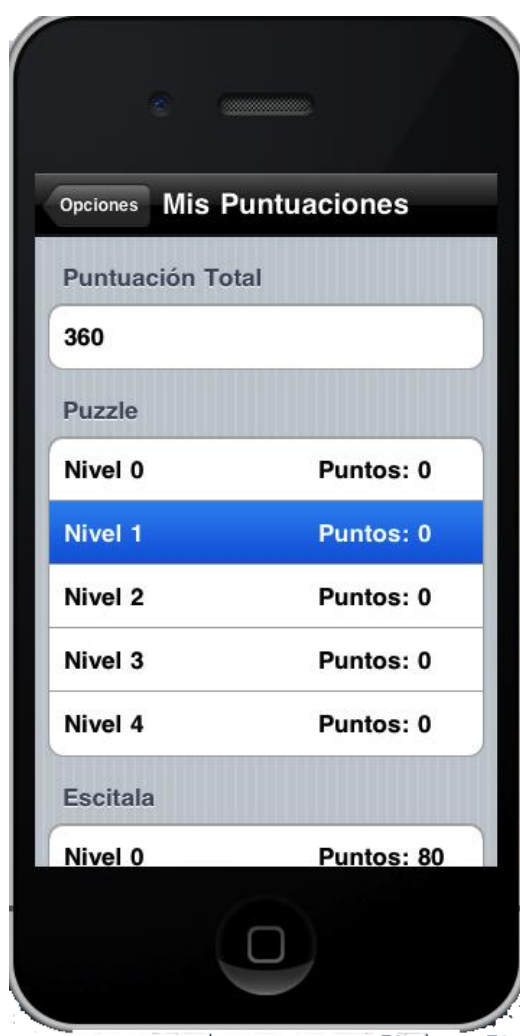 Opciones Mis Puntuaciones
Puntuación Total
360
Puzzle
Nivel 0 Puntos: 0
Nivel 1 Puntos: 0
Nivel 2 Puntos: 0
Nivel 3 Puntos: 0
Nivel 4 Puntos: 0
Escitala
Nivel 0 Puntos: 80